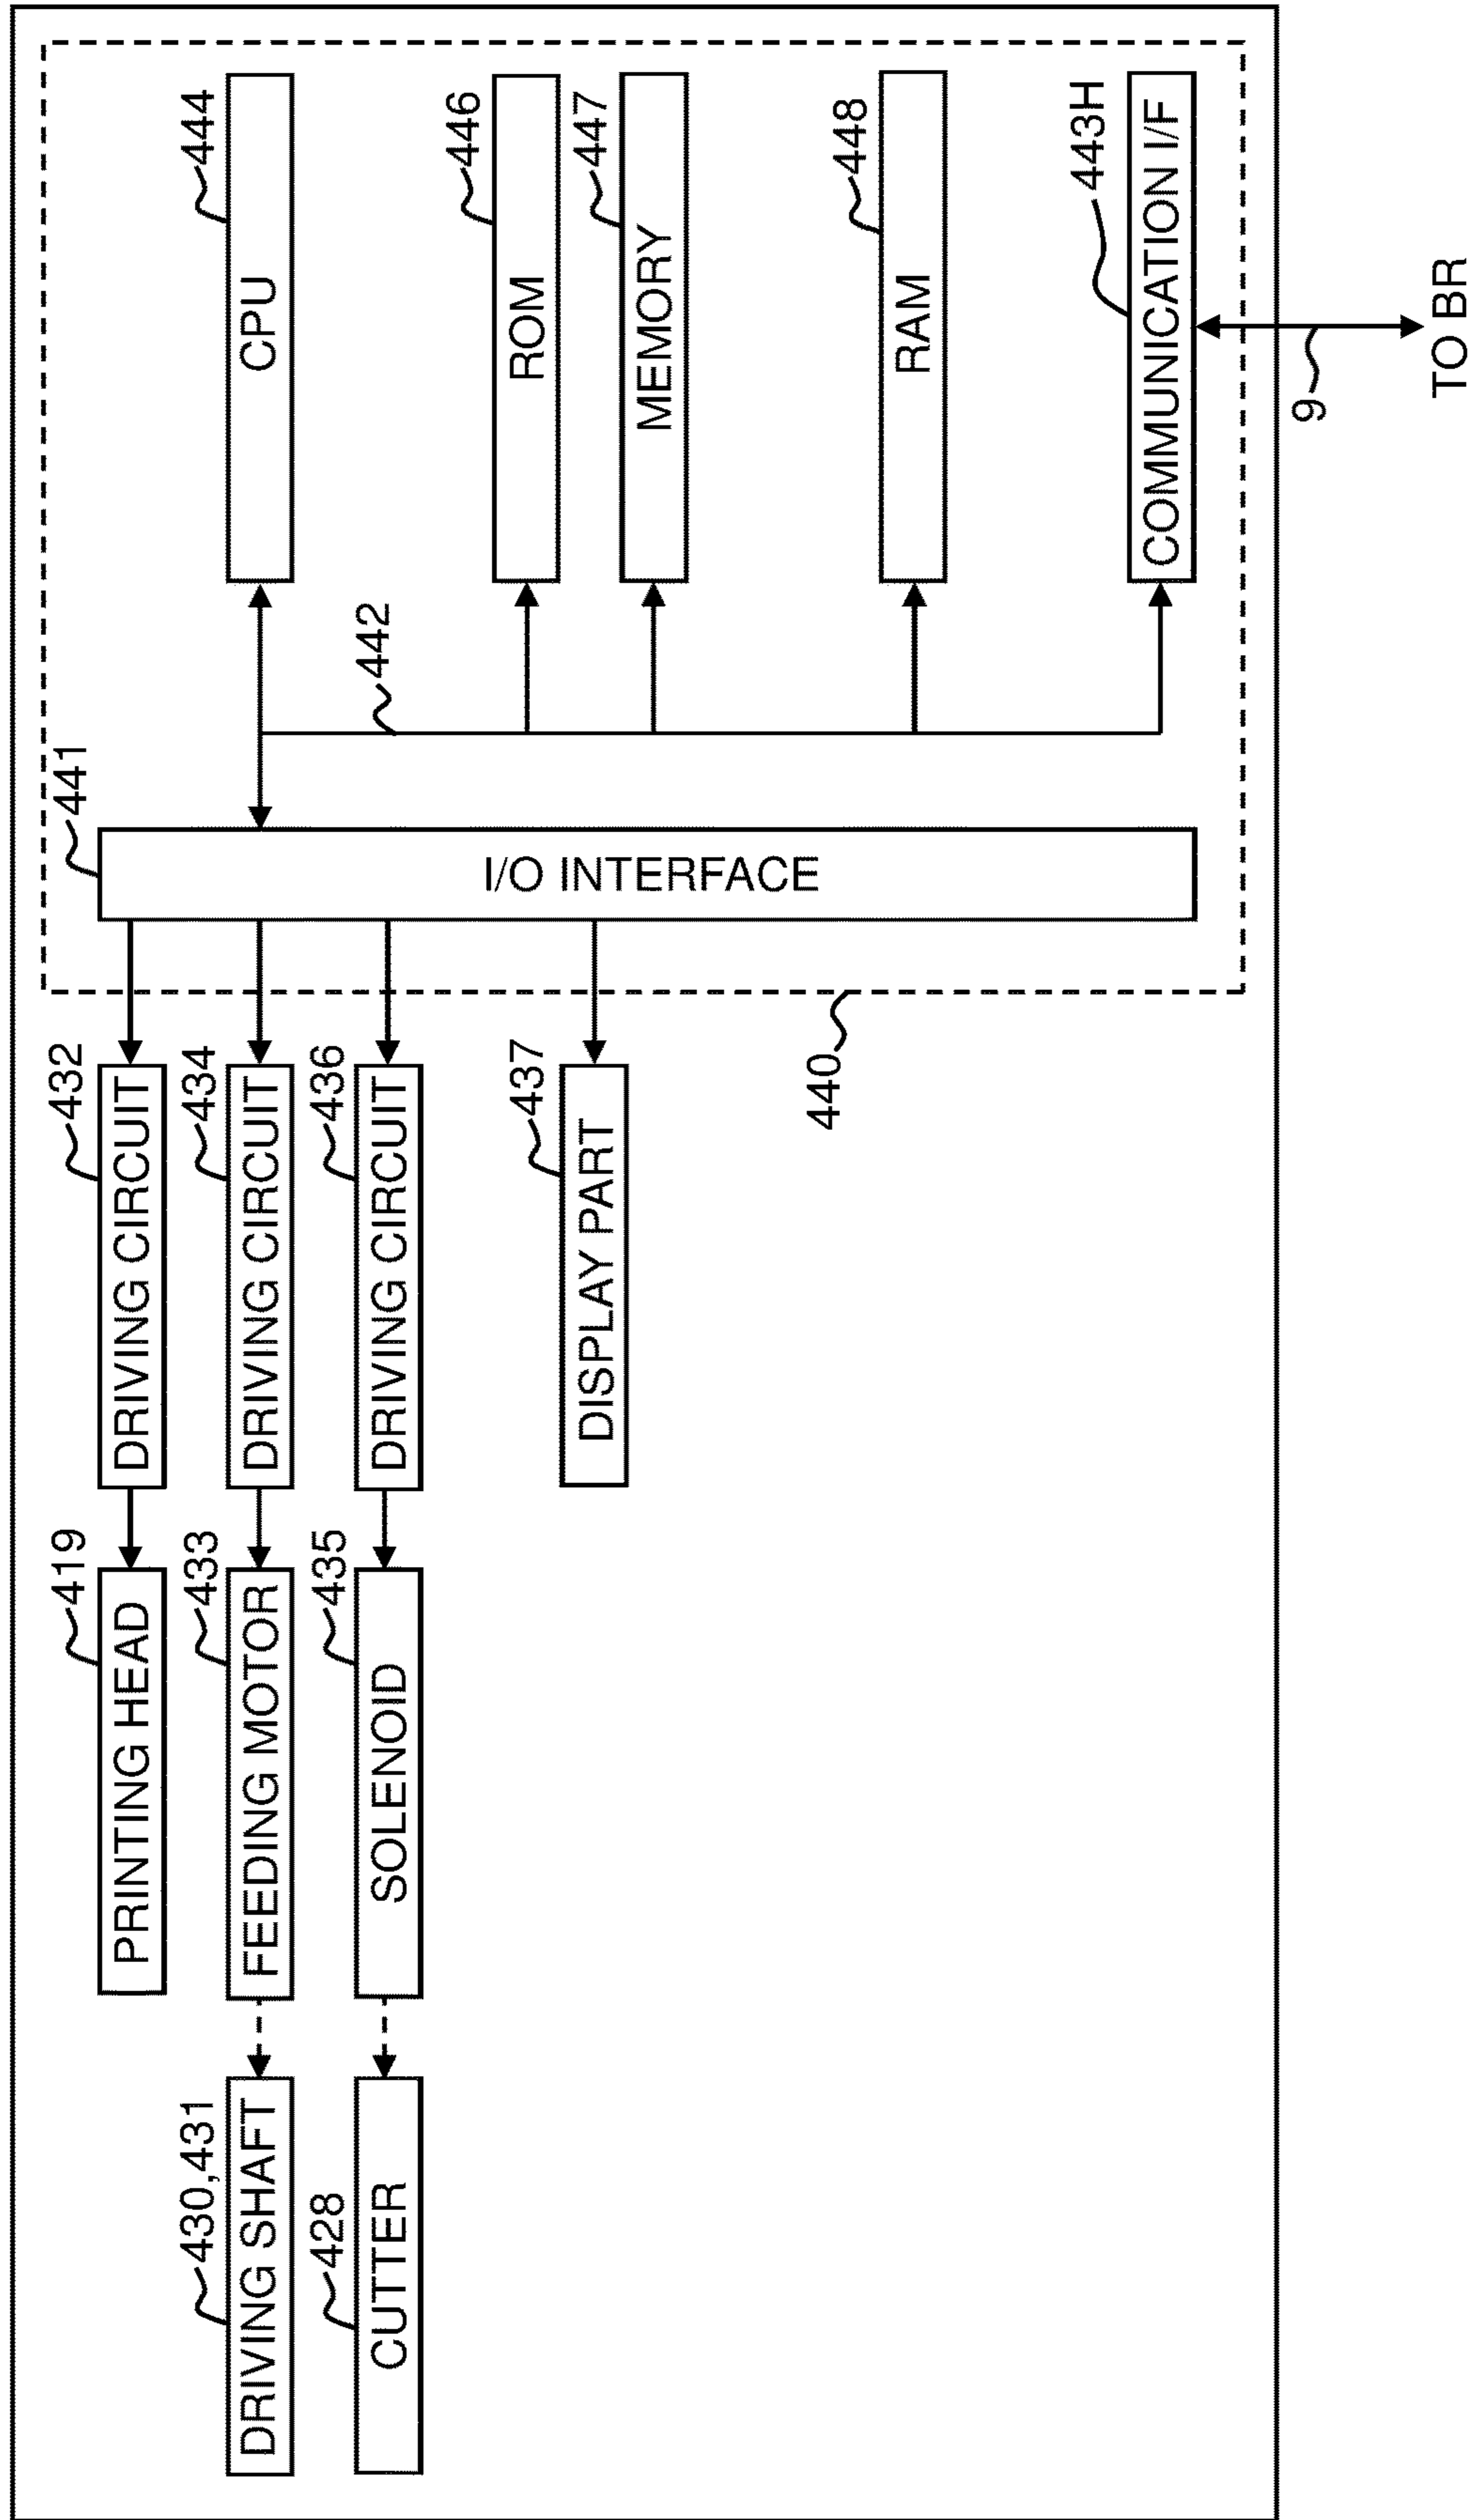 430,431
DRIVING SHAFT
428
CUTTER
419
PRINTING HEAD
433
FEEDING MOTOR
435
SOLENOID
432
DRIVING CIRCUIT
434
DRIVING CIRCUIT
436
DRIVING CIRCUIT
437
DISPLAY PART
440
441
I/O INTERFACE
442
444
CPU
446
ROM
447
MEMORY
448
RAM
443H
COMMUNICATION I/F
9
TO BR